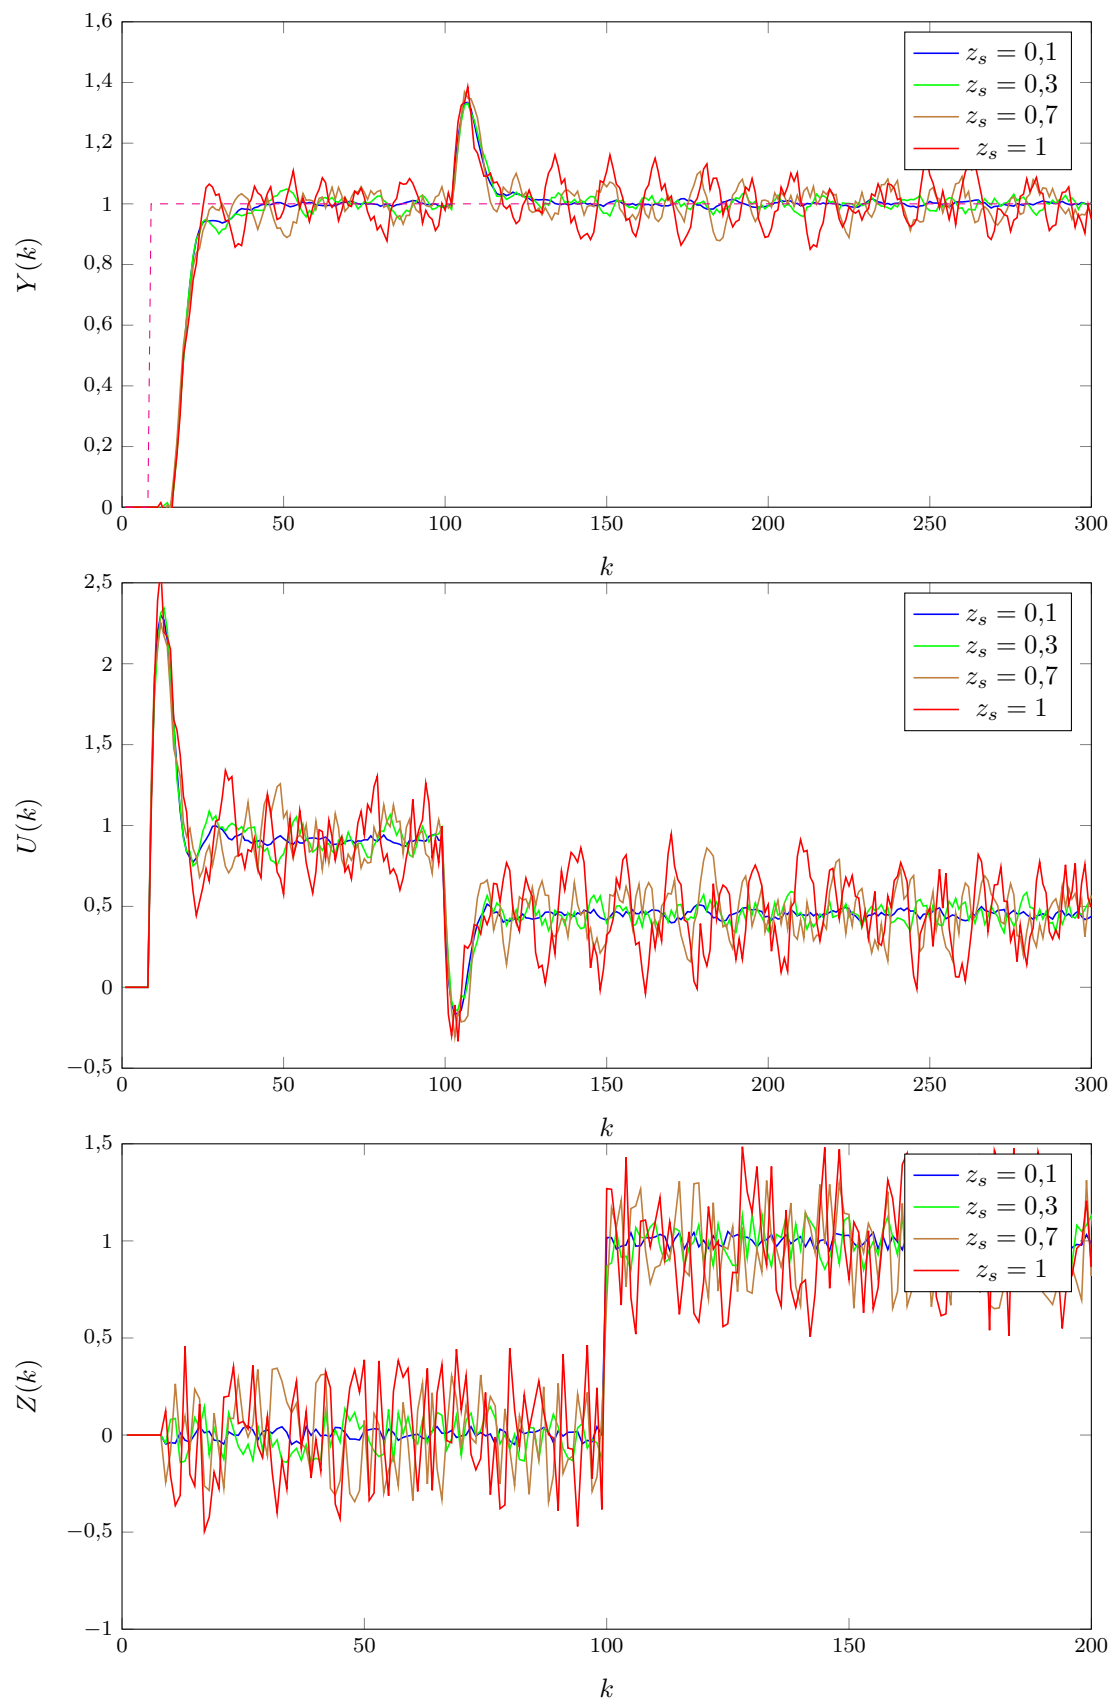 1,6
1,4
1,2
1
0,8
0,6
0,4
0,2
0
Y(k)
0 50 100 150 200 250 300
k
z_s = 0,1
z_s = 0,3
z_s = 0,7
z_s = 1
2,5
2
1,5
1
0,5
0
−0,5
U(k)
0 50 100 150 200 250 300
k
z_s = 0,1
z_s = 0,3
z_s = 0,7
z_s = 1
1,5
1
0,5
0
−0,5
−1
Z(k)
0 50 100 150 200
k
z_s = 0,1
z_s = 0,3
z_s = 0,7
z_s = 1